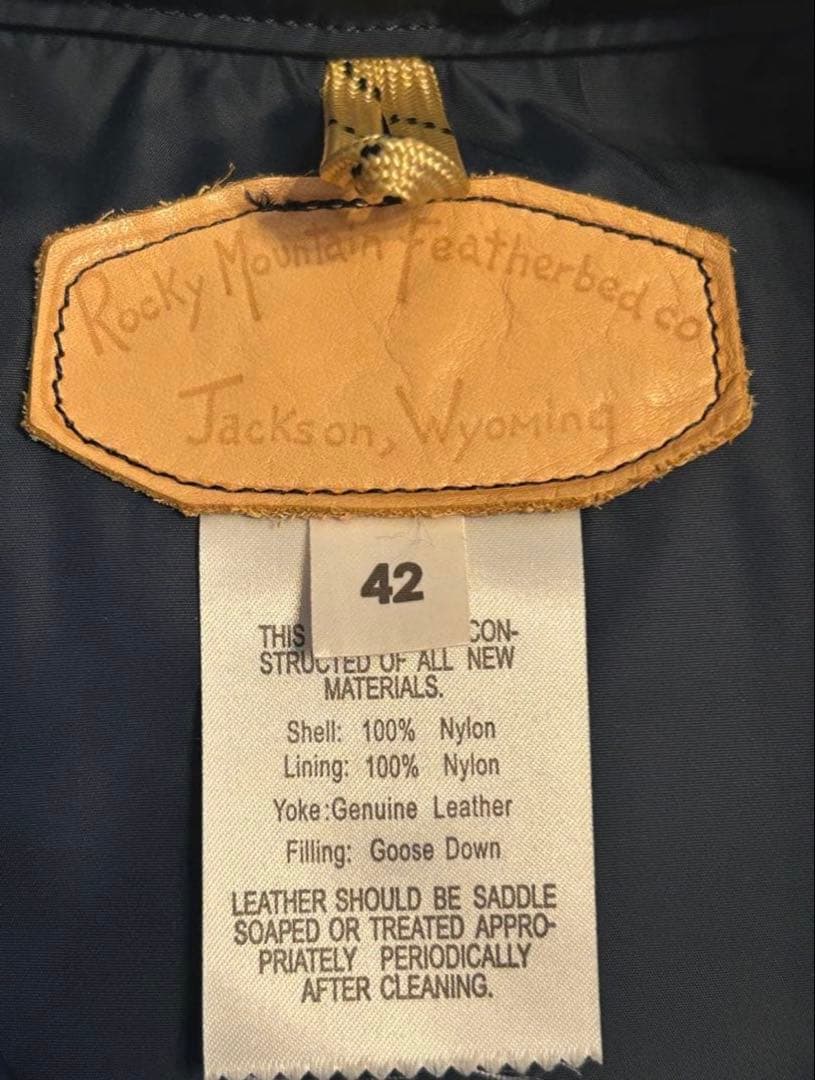 Rocky Mountain Featherbed co
Jackson, Wyoming
42
THIS CON-
STRUCTED OF ALL NEW
MATERIALS.
Shell: 100% Nylon
Lining: 100% Nylon
Yoke:Genuine Leather
Filling: Goose Down
LEATHER SHOULD BE SADDLE
SOAPED OR TREATED APPRO-
PRIATELY PERIODICALLY
AFTER CLEANING.